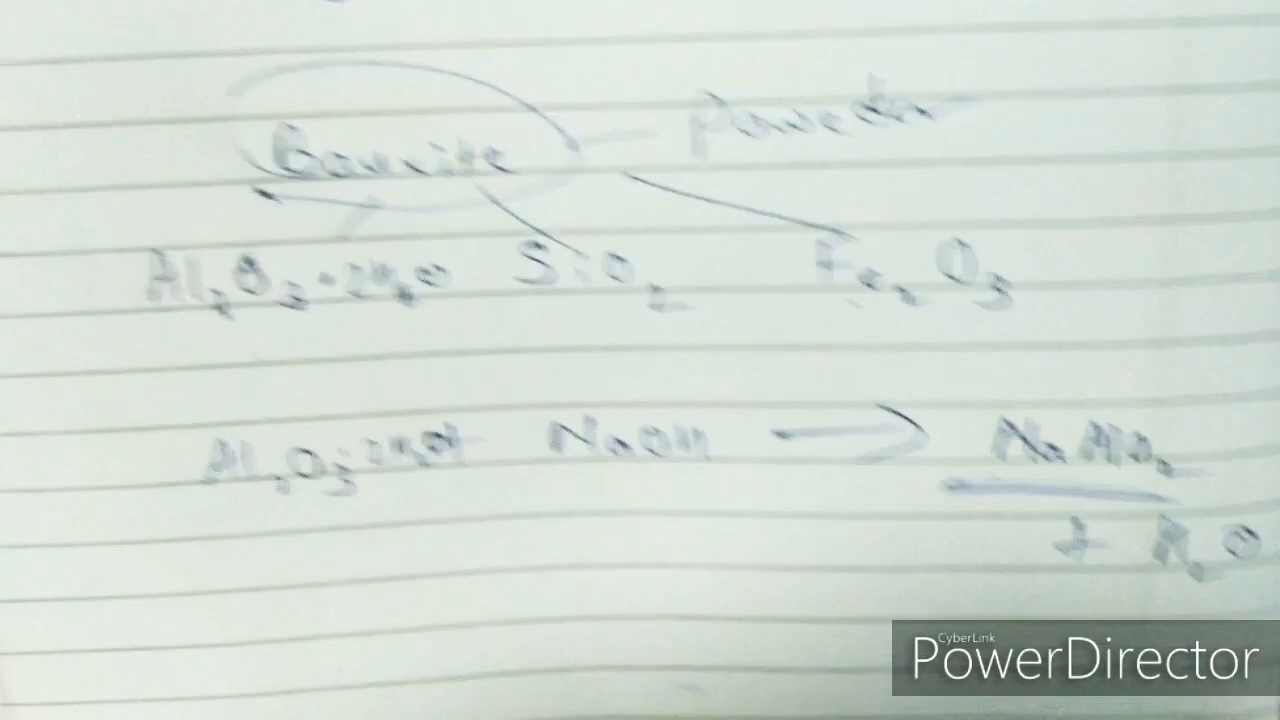 Bauxite — Powder
Al₂O₃·2H₂O SiO₂ Fe₂O₃
Al₂O₃·2H₂O + NaOH → NaAlO₂
+ H₂O
CyberLink
PowerDirector